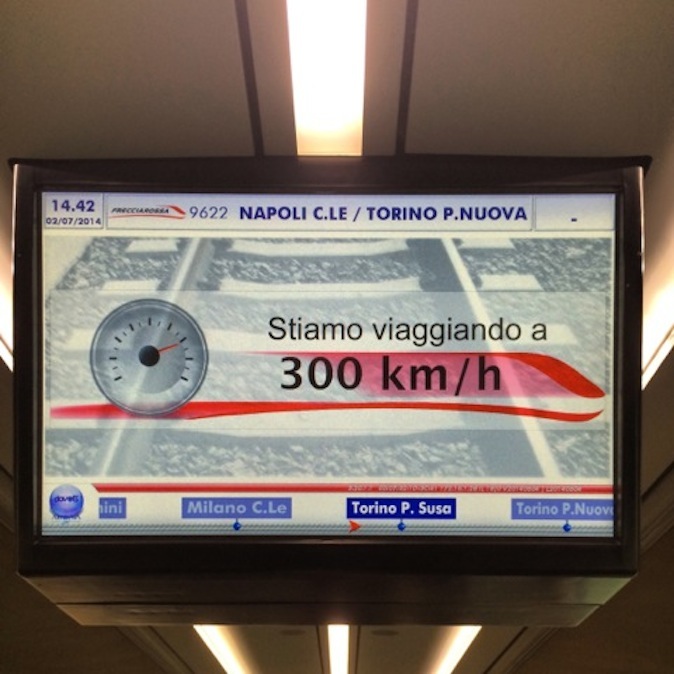 14.42
02/07/2014
FRECCIAROSSA 9622 NAPOLI C.LE / TORINO P.NUOVA
-
Stiamo viaggiando a
300 km/h
Milano C.Le
Torino P. Susa
Torino P.Nuov